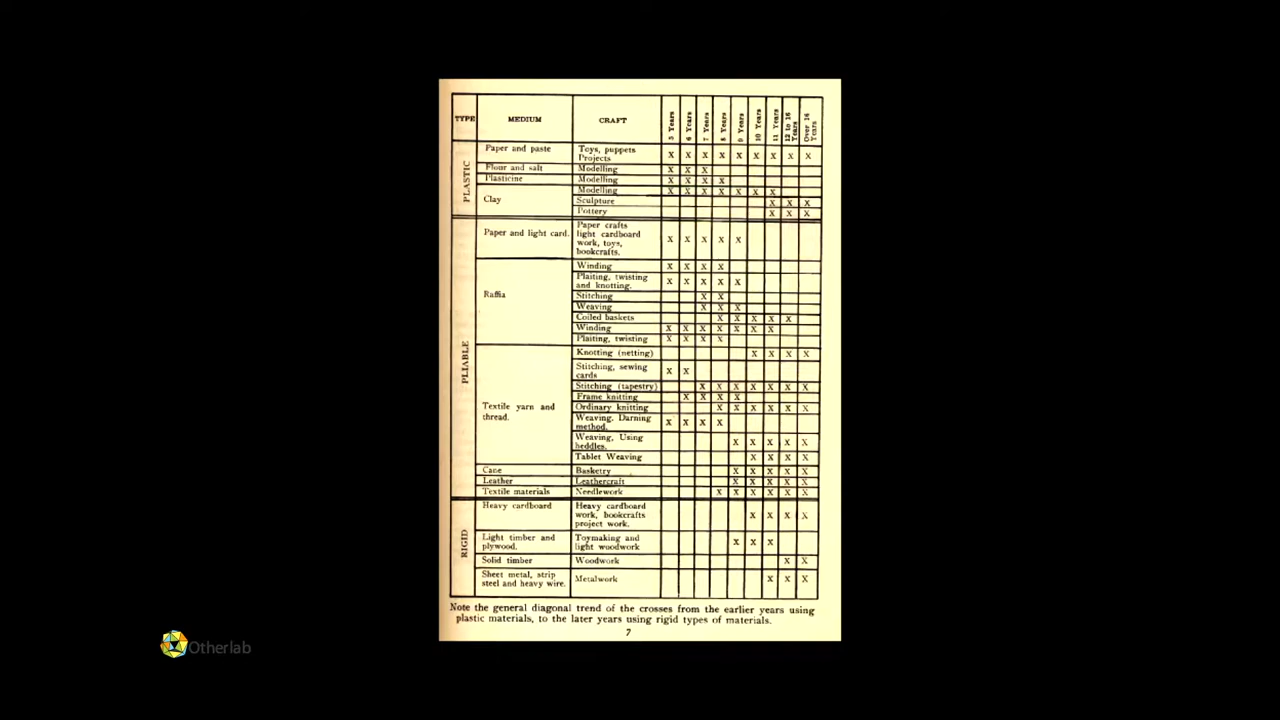 TYPE MEDIUM CRAFT 5 Years 6 Years 7 Years 8 Years 9 Years 10 Years 11 Years 12 to 16 Years Over 16 Years
PLASTIC
Paper and paste Toys, puppets
Projects X X X X X X X X X
Flour and salt Modelling X X X
Plasticine Modelling X X X X
Clay Modelling X X X X X X X
Sculpture X X X
Pottery X X X
PLIABLE
Paper and light card. Paper crafts
light cardboard
work, toys,
bookcrafts. X X X X X
Raffia Winding X X X X
Plaiting, twisting
and knotting. X X X X X
Stitching X X
Weaving X X X
Coiled baskets X X X X X
Winding X X X X X X X
Plaiting, twisting X X X X
Textile yarn and
thread.
Knotting (netting) X X X X
Stitching, sewing
cards X X
Stitching (tapestry) X X X X X X X
Frame knitting X X X X
Ordinary knitting X X X X X X
Weaving, Darning
method. X X X X
Weaving, Using
heddles. X X X X X
Tablet Weaving X X X X
Cane Basketry X X X X X
Leather Leathercraft X X X X X
Textile materials Needlework X X X X X X
RIGID
Heavy cardboard Heavy cardboard
work, bookcrafts
project work. X X X X
Light timber and Toymaking and
plywood. light woodwork X X X
Solid timber Woodwork X X
Sheet metal, strip
steel and heavy wire. Metalwork X X X
Note the general diagonal trend of the crosses from the earlier years using
plastic materials, to the later years using rigid types of materials.
7
Otherlab